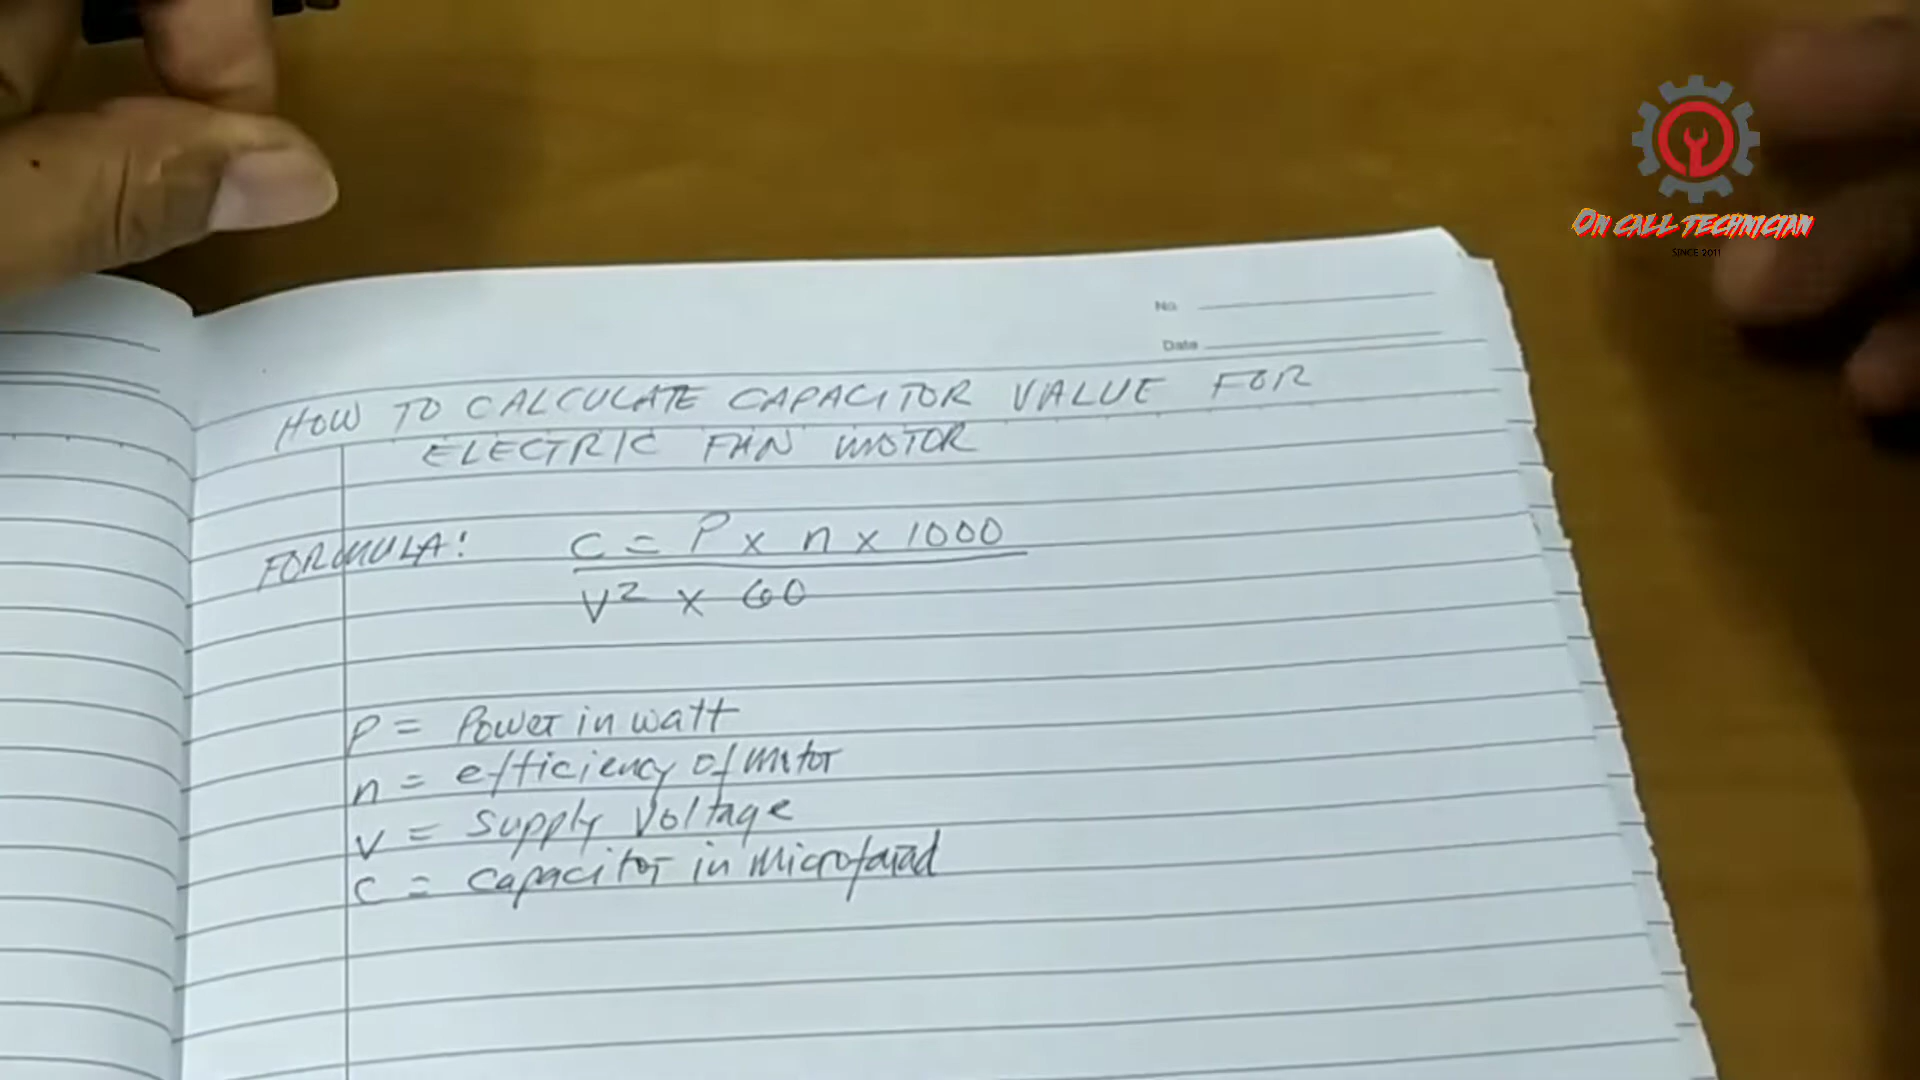 ON CALL TECHNICIAN
SINCE 2011
No
Date
HOW TO CALCULATE CAPACITOR VALUE FOR
ELECTRIC FAN MOTOR
FORMULA: C = P x n x 1000
V² x 60
P = Power in watt
n = efficiency of motor
V = supply Voltage
C = capacitor in microfarad